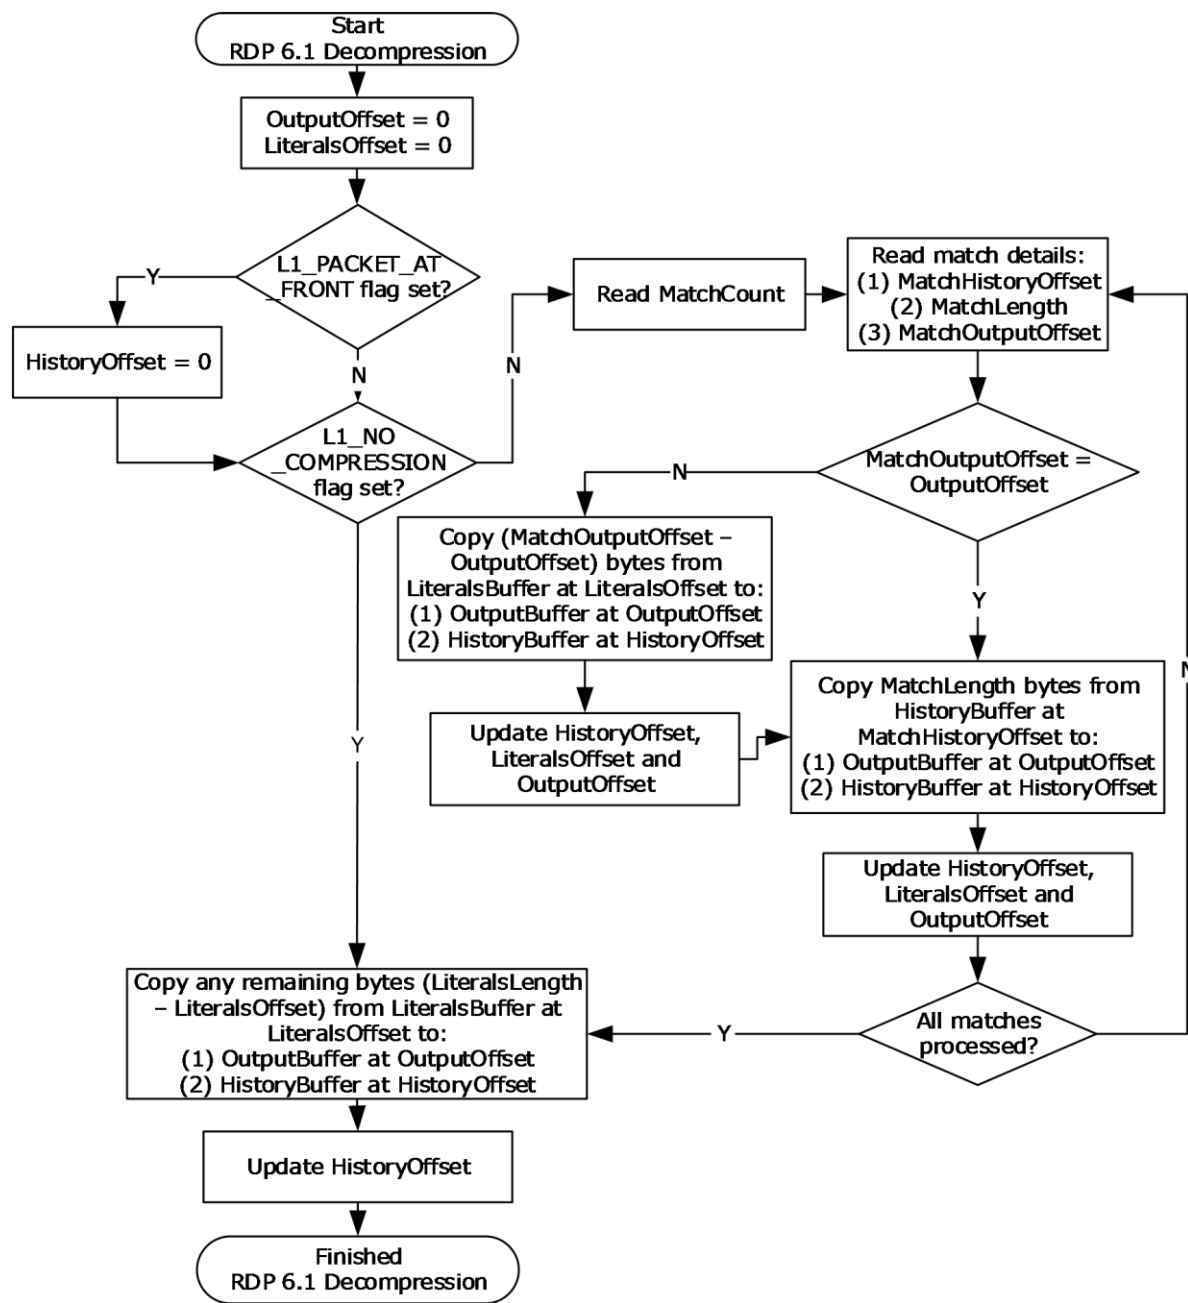 Start
RDP 6.1 Decompression
OutputOffset = 0
LiteralsOffset = 0
L1_PACKET_AT
_FRONT flag set?
Y
HistoryOffset = 0
N
L1_NO
_COMPRESSION
flag set?
N
Read MatchCount
Read match details:
(1) MatchHistoryOffset
(2) MatchLength
(3) MatchOutputOffset
MatchOutputOffset =
OutputOffset
N
Copy (MatchOutputOffset –
OutputOffset) bytes from
LiteralsBuffer at LiteralsOffset to:
(1) OutputBuffer at OutputOffset
(2) HistoryBuffer at HistoryOffset
Update HistoryOffset,
LiteralsOffset and
OutputOffset
Y
Copy MatchLength bytes from
HistoryBuffer at
MatchHistoryOffset to:
(1) OutputBuffer at OutputOffset
(2) HistoryBuffer at HistoryOffset
Update HistoryOffset,
LiteralsOffset and
OutputOffset
All matches
processed?
N
Y
Y
Copy any remaining bytes (LiteralsLength
– LiteralsOffset) from LiteralsBuffer at
LiteralsOffset to:
(1) OutputBuffer at OutputOffset
(2) HistoryBuffer at HistoryOffset
Update HistoryOffset
Finished
RDP 6.1 Decompression